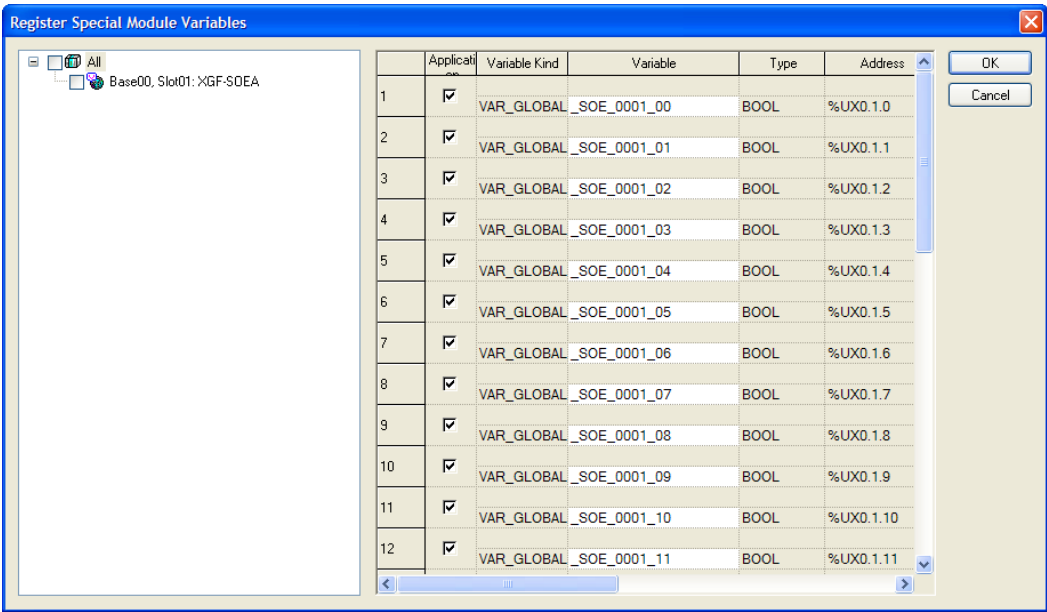 Register Special Module Variables
All
Base00, Slot01: XGF-SOEA
Applicati Variable Kind Variable Type Address
1 VAR_GLOBAL _SOE_0001_00 BOOL %UX0.1.0
2 VAR_GLOBAL _SOE_0001_01 BOOL %UX0.1.1
3 VAR_GLOBAL _SOE_0001_02 BOOL %UX0.1.2
4 VAR_GLOBAL _SOE_0001_03 BOOL %UX0.1.3
5 VAR_GLOBAL _SOE_0001_04 BOOL %UX0.1.4
6 VAR_GLOBAL _SOE_0001_05 BOOL %UX0.1.5
7 VAR_GLOBAL _SOE_0001_06 BOOL %UX0.1.6
8 VAR_GLOBAL _SOE_0001_07 BOOL %UX0.1.7
9 VAR_GLOBAL _SOE_0001_08 BOOL %UX0.1.8
10 VAR_GLOBAL _SOE_0001_09 BOOL %UX0.1.9
11 VAR_GLOBAL _SOE_0001_10 BOOL %UX0.1.10
12 VAR_GLOBAL _SOE_0001_11 BOOL %UX0.1.11
OK
Cancel